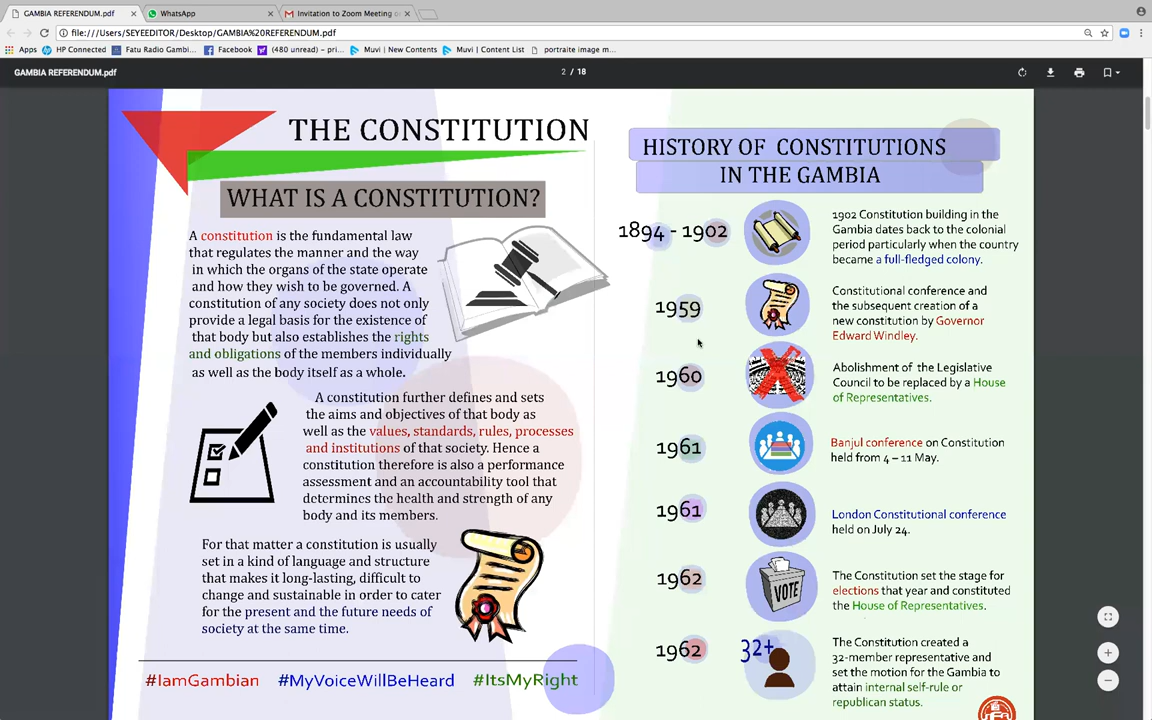 GAMBIA REFERENDUM.pdf
WhatsApp
Invitation to Zoom Meeting
file:///Users/SEYEEDITOR/Desktop/GAMBIA%20REFERENDUM.pdf
Apps HP Connected Fatu Radio Gambi... Facebook (480 unread) - pri... Muvi | New Contents Muvi | Content List portraite image m...
GAMBIA REFERENDUM.pdf
2 / 18
THE CONSTITUTION
WHAT IS A CONSTITUTION?
A constitution is the fundamental law
that regulates the manner and the way
in which the organs of the state operate
and how they wish to be governed. A
constitution of any society does not only
provide a legal basis for the existence of
that body but also establishes the rights
and obligations of the members individually
as well as the body itself as a whole.
A constitution further defines and sets
the aims and objectives of that body as
well as the values, standards, rules, processes
and institutions of that society. Hence a
constitution therefore is also a performance
assessment and an accountability tool that
determines the health and strength of any
body and its members.
For that matter a constitution is usually
set in a kind of language and structure
that makes it long-lasting, difficult to
change and sustainable in order to cater
for the present and the future needs of
society at the same time.
#IamGambian #MyVoiceWillBeHeard #ItsMyRight
HISTORY OF CONSTITUTIONS
IN THE GAMBIA
1894 - 1902
1902 Constitution building in the
Gambia dates back to the colonial
period particularly when the country
became a full-fledged colony.
1959
Constitutional conference and
the subsequent creation of a
new constitution by Governor
Edward Windley.
1960
Abolishment of the Legislative
Council to be replaced by a House
of Representatives.
1961
Banjul conference on Constitution
held from 4 – 11 May.
1961
London Constitutional conference
held on July 24.
1962
VOTE
The Constitution set the stage for
elections that year and constituted
the House of Representatives.
1962
32+
The Constitution created a
32-member representative and
set the motion for the Gambia to
attain internal self-rule or
republican status.